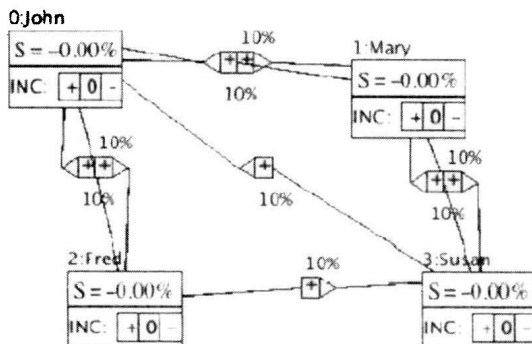 0:John
10%
S = -0.00%
+ +
1:Mary
INC: + 0 -
10%
S = -0.00%
INC: + 0 -
10%
+ +
+
10%
+ +
10%
10%
10%
2:Fred
10%
3:Susan
S = -0.00%
+
S = -0.00%
INC: + 0 -
INC: + 0 -